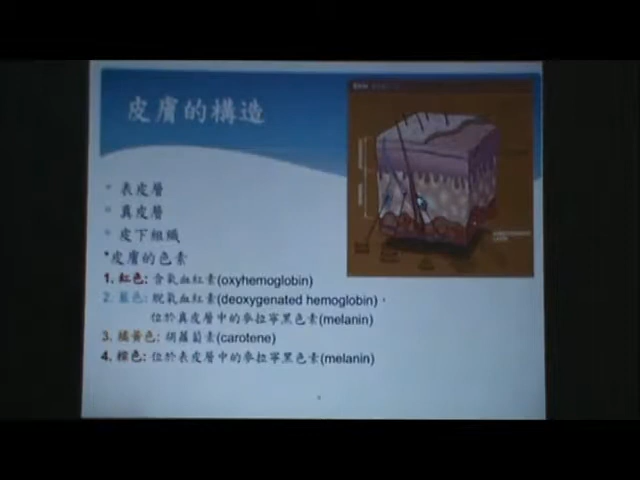 皮膚的構造
表皮層
真皮層
皮下組織
*皮膚的色素
1. 紅色: 含氧血紅素(oxyhemoglobin)
2. 藍色: 脫氧血紅素(deoxygenated hemoglobin)，
位於真皮層中的麥拉寧黑色素(melanin)
3. 橘黃色: 胡蘿蔔素(carotene)
4. 棕色: 位於表皮層中的麥拉寧黑色素(melanin)